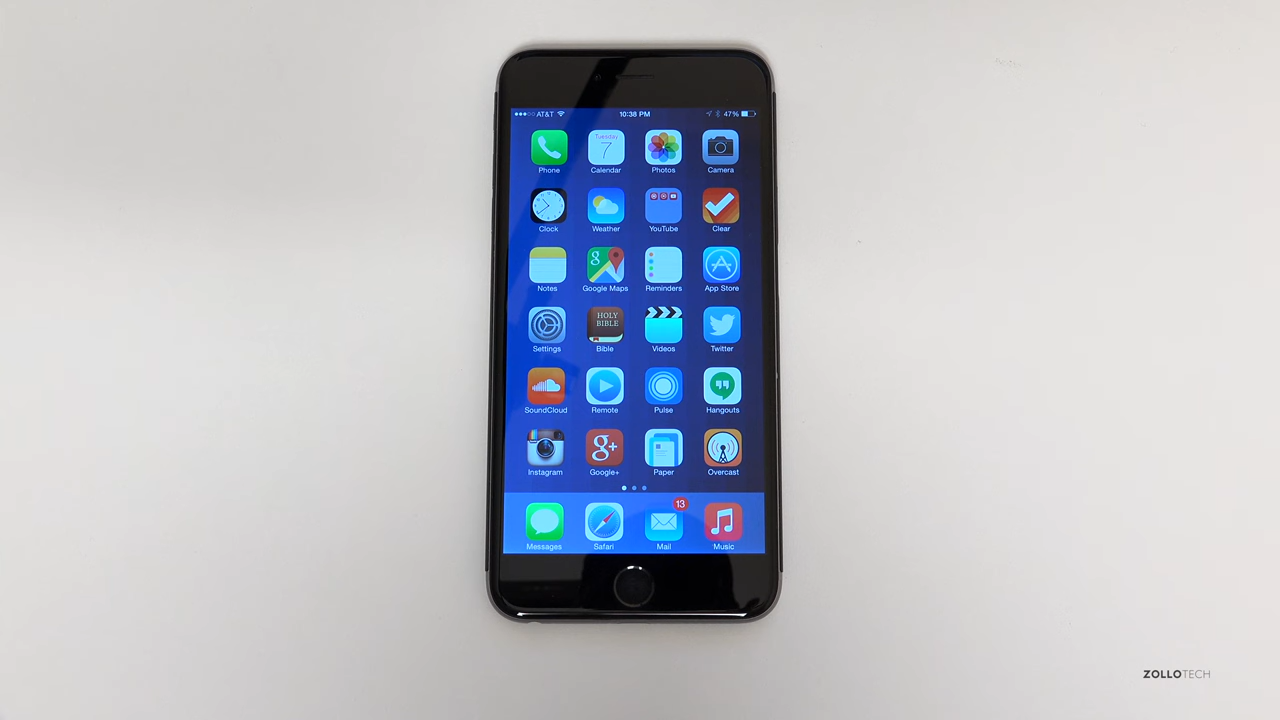 AT&T 10:38 PM 47%
Tuesday
7
Phone Calendar Photos Camera
Clock Weather YouTube Clear
g
Notes Google Maps Reminders App Store
HOLY
BIBLE
Settings Bible Videos Twitter
SoundCloud Remote Pulse Hangouts
g+
Instagram Google+ Paper Overcast
13
Messages Safari Mail Music
ZOLLOTECH